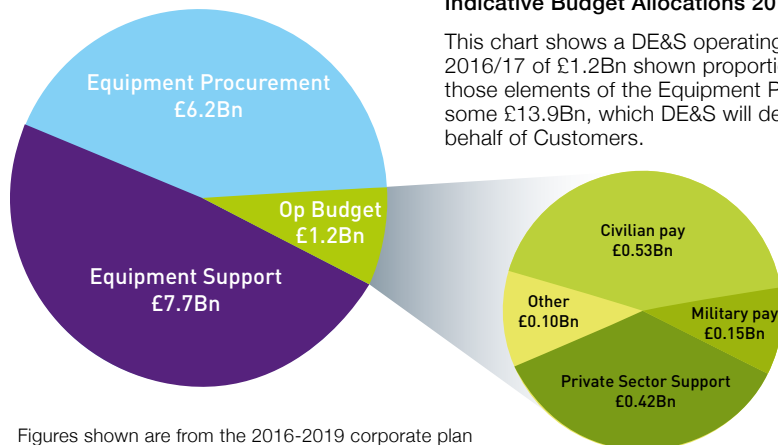 Indicative Budget Allocations 20
This chart shows a DE&S operating
2016/17 of £1.2Bn shown proporti
those elements of the Equipment P
some £13.9Bn, which DE&S will de
behalf of Customers.
Equipment Procurement
£6.2Bn
Op Budget
£1.2Bn
Equipment Support
£7.7Bn
Civilian pay
£0.53Bn
Other
£0.10Bn
Military pay
£0.15Bn
Private Sector Support
£0.42Bn
Figures shown are from the 2016-2019 corporate plan